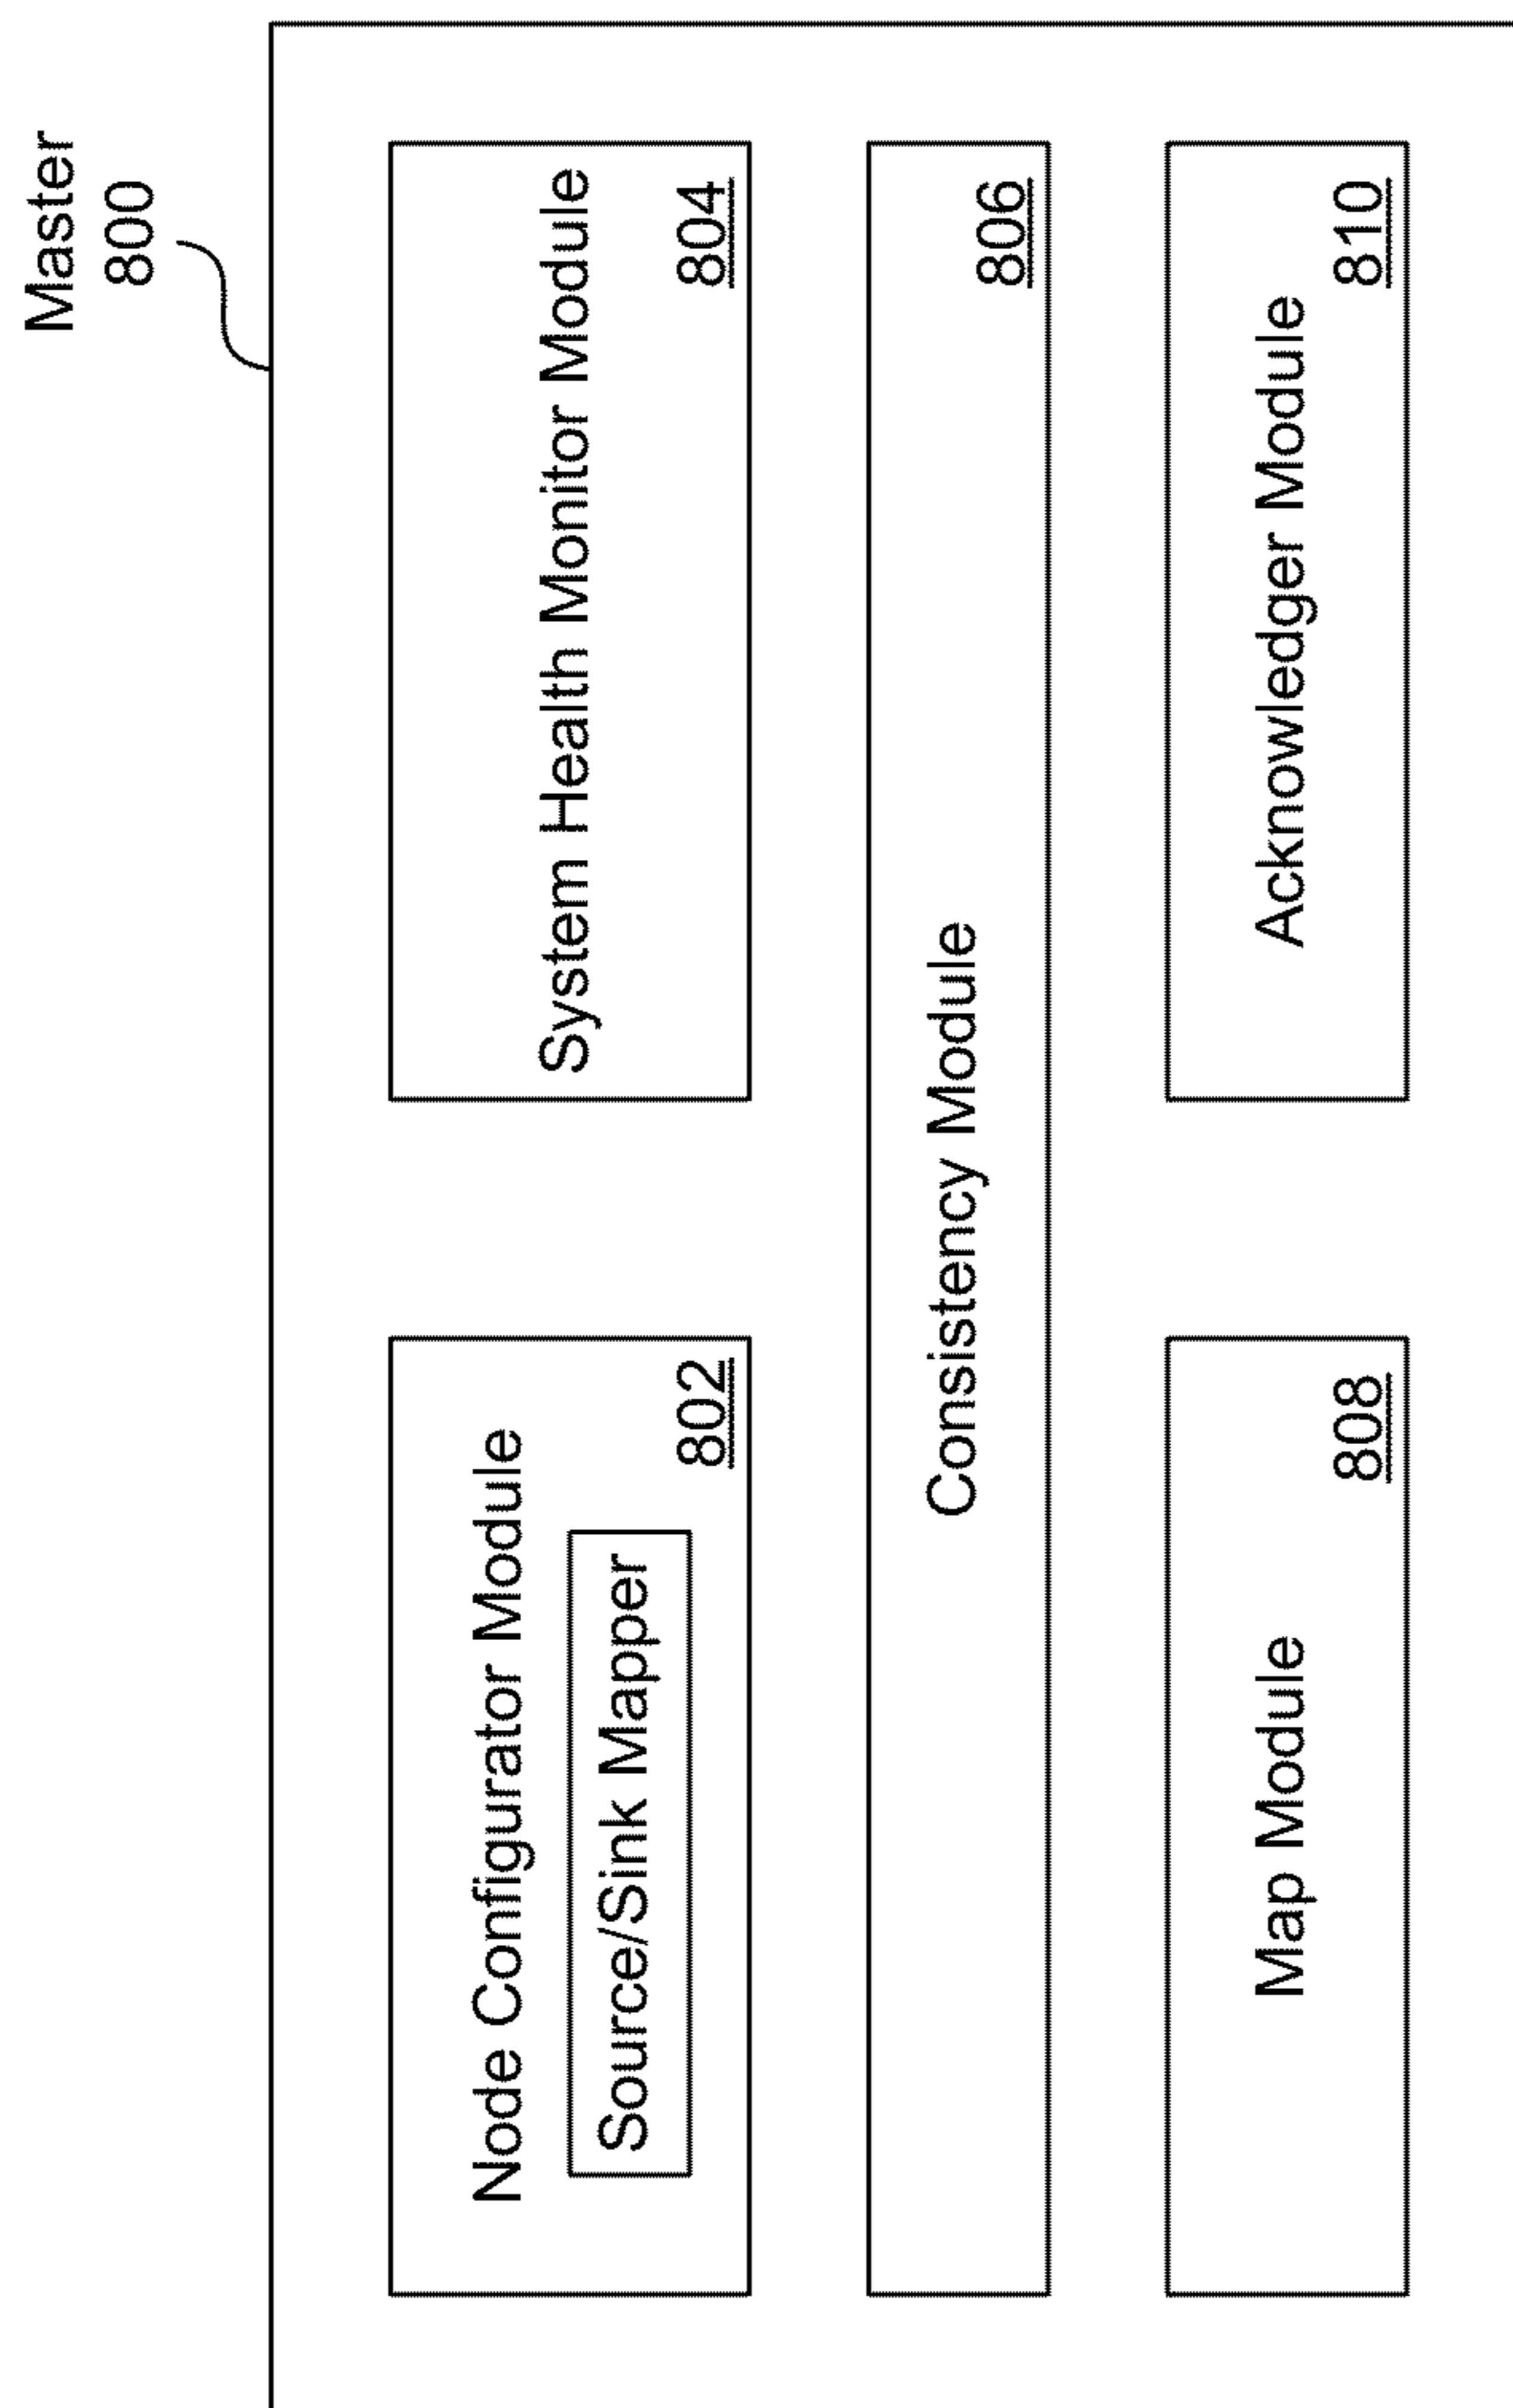 Master
800
Node Configurator Module
Source/Sink Mapper
802
System Health Monitor Module
804
Consistency Module
806
Map Module
808
Acknowledger Module
810